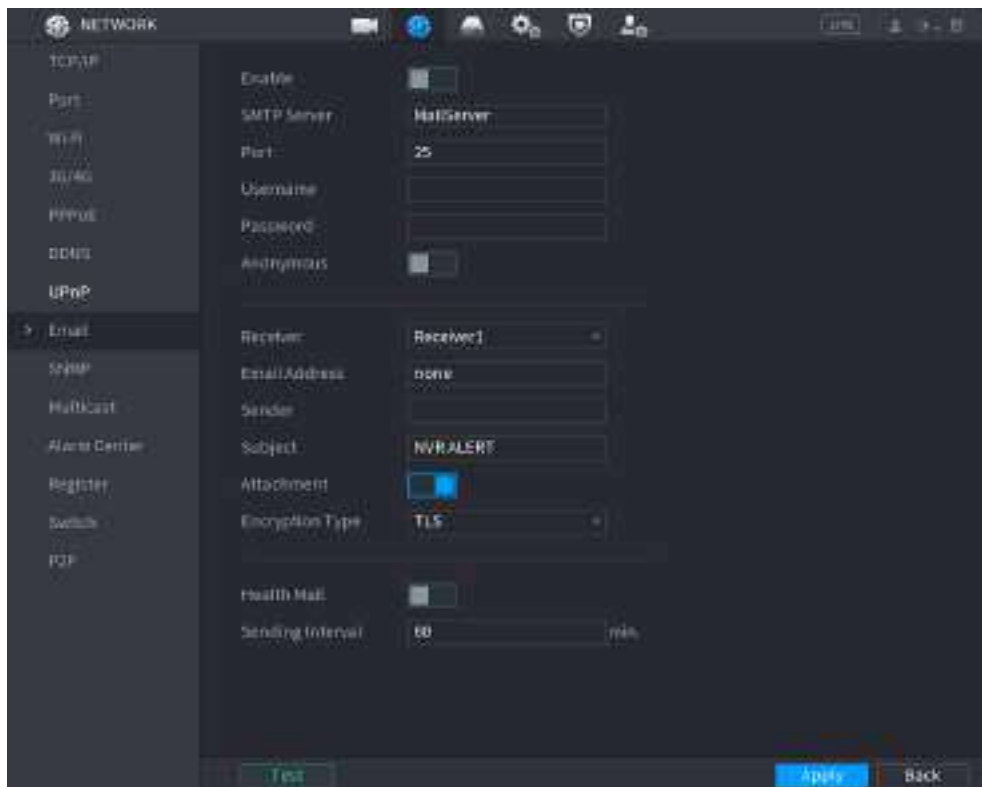 NETWORK
LIVE
TCP/IP
Port
Wi-Fi
3G/4G
PPPoE
DDNS
UPnP
Email
SNMP
Multicast
Alarm Center
Register
Switch
P2P
Enable
SMTP Server MailServer
Port 25
Username
Password
Anonymous
Receiver Receiver1
Email Address none
Sender
Subject NVR ALERT
Attachment
Encryption Type TLS
Health Mail
Sending Interval 60 min.
Test Apply Back